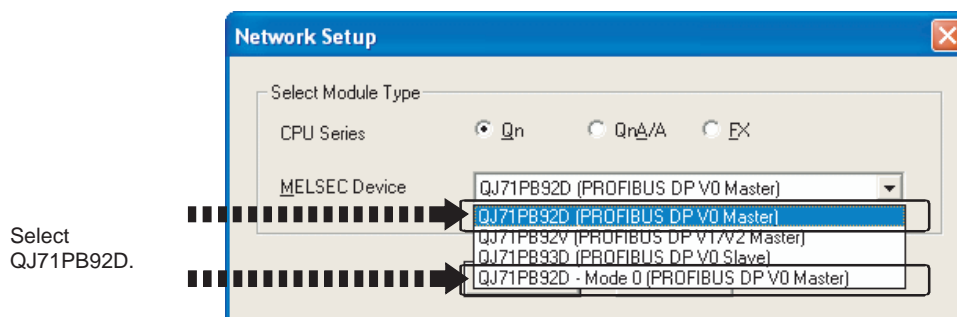 Network Setup
Select Module Type
CPU Series
Qn
QnA/A
FX
MELSEC Device
QJ71PB92D (PROFIBUS DP V0 Master)
QJ71PB92D (PROFIBUS DP V0 Master)
QJ71PB92V (PROFIBUS DP V1/V2 Master)
QJ71PB93D (PROFIBUS DP V0 Slave)
QJ71PB92D - Mode 0 (PROFIBUS DP V0 Master)
Select
QJ71PB92D.